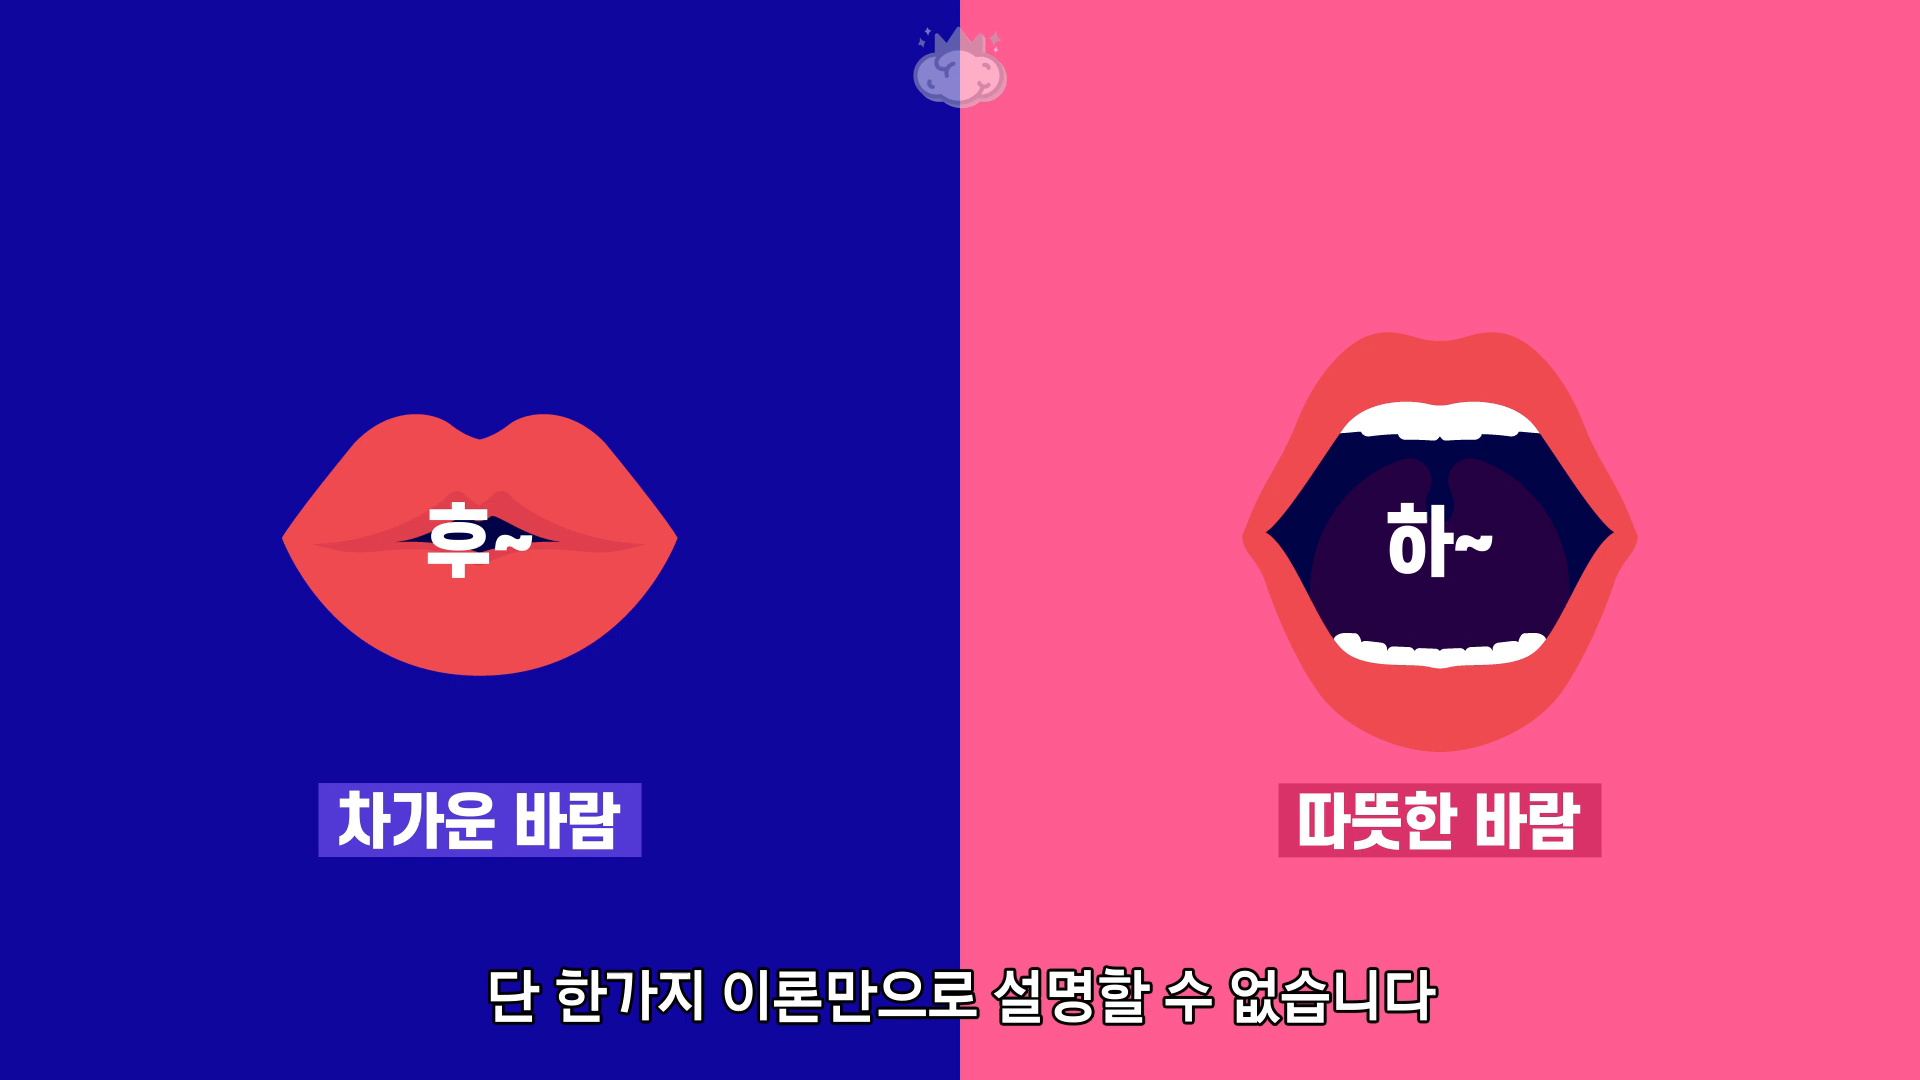 후~
하~
차가운 바람
따뜻한 바람
단 한가지 이론만으로 설명할 수 없습니다